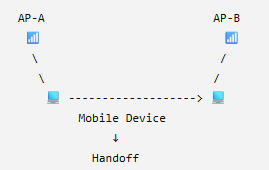 AP-A AP-B
\ /
\ /
------------------->
Mobile Device
↓
Handoff